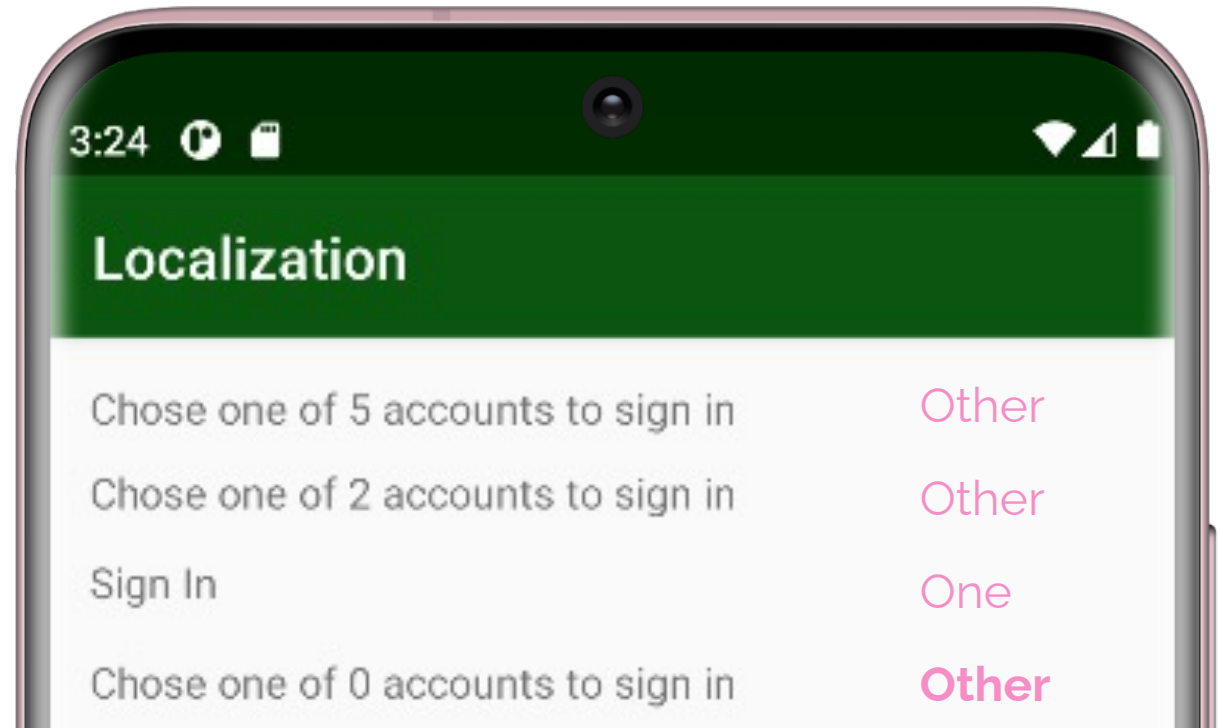 3:24
Localization
Chose one of 5 accounts to sign in Other
Chose one of 2 accounts to sign in Other
Sign In One
Chose one of 0 accounts to sign in Other